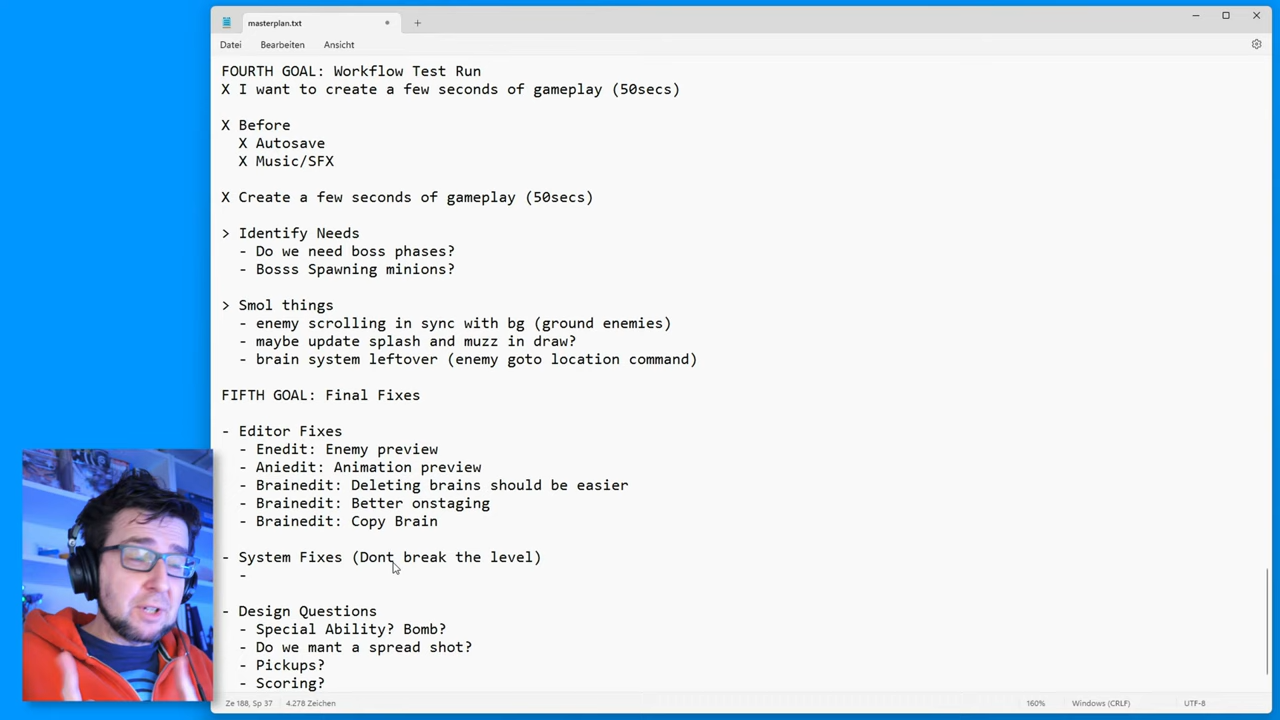 masterplan.txt
Datei Bearbeiten Ansicht
FOURTH GOAL: Workflow Test Run
X I want to create a few seconds of gameplay (50secs)
X Before
X Autosave
X Music/SFX
X Create a few seconds of gameplay (50secs)
> Identify Needs
- Do we need boss phases?
- Bosss Spawning minions?
> Smol things
- enemy scrolling in sync with bg (ground enemies)
- maybe update splash and muzz in draw?
- brain system leftover (enemy goto location command)
FIFTH GOAL: Final Fixes
- Editor Fixes
- Enedit: Enemy preview
- Aniedit: Animation preview
- Brainedit: Deleting brains should be easier
- Brainedit: Better onstaging
- Brainedit: Copy Brain
- System Fixes (Dont break the level)
-
- Design Questions
- Special Ability? Bomb?
- Do we want a spread shot?
- Pickups?
- Scoring?
Ze 188, Sp 37 4.278 Zeichen 160% Windows (CRLF) UTF-8